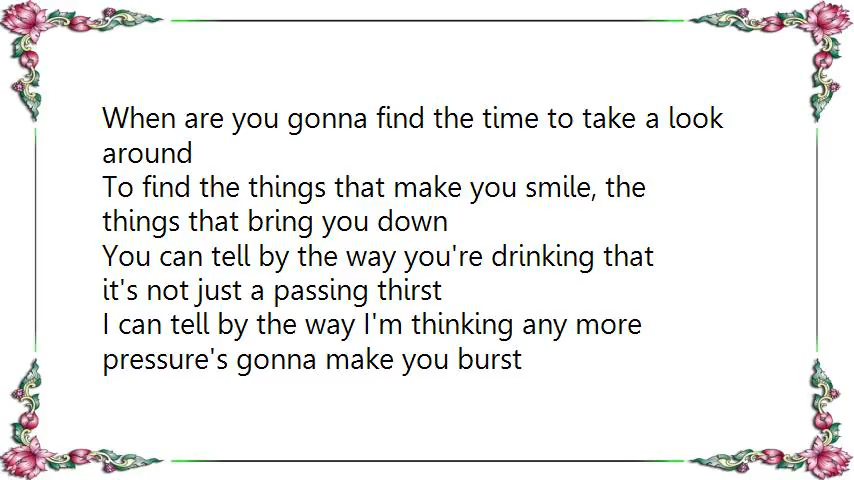 When are you gonna find the time to take a look
around
To find the things that make you smile, the
things that bring you down
You can tell by the way you're drinking that
it's not just a passing thirst
I can tell by the way I'm thinking any more
pressure's gonna make you burst